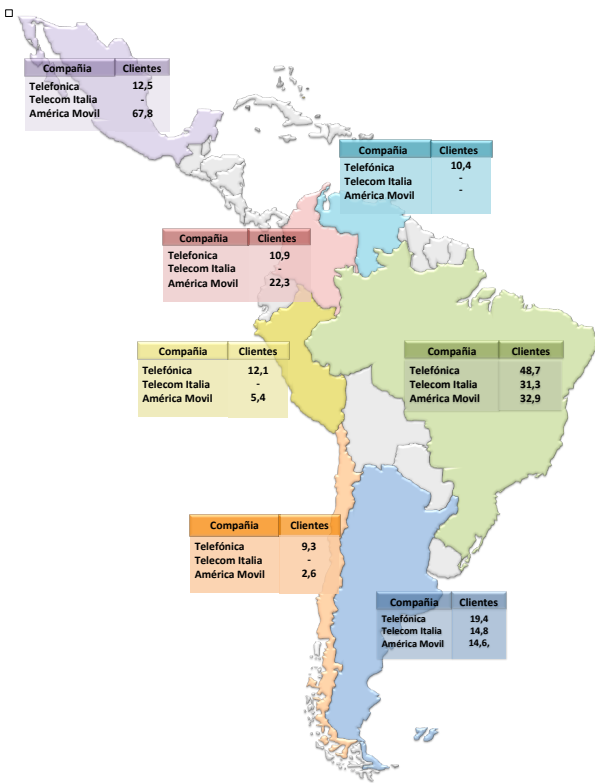 Compañia Clientes
Telefonica 12,5
Telecom Italia -
América Movil 67,8
Compañia Clientes
Telefónica 10,4
Telecom Italia -
América Movil -
Compañia Clientes
Telefonica 10,9
Telecom Italia -
América Movil 22,3
Compañia Clientes
Telefónica 12,1
Telecom Italia -
América Movil 5,4
Compañia Clientes
Telefónica 48,7
Telecom Italia 31,3
América Movil 32,9
Compañia Clientes
Telefónica 9,3
Telecom Italia -
América Movil 2,6
Compañia Clientes
Telefónica 19,4
Telecom Italia 14,8
América Movil 14,6,